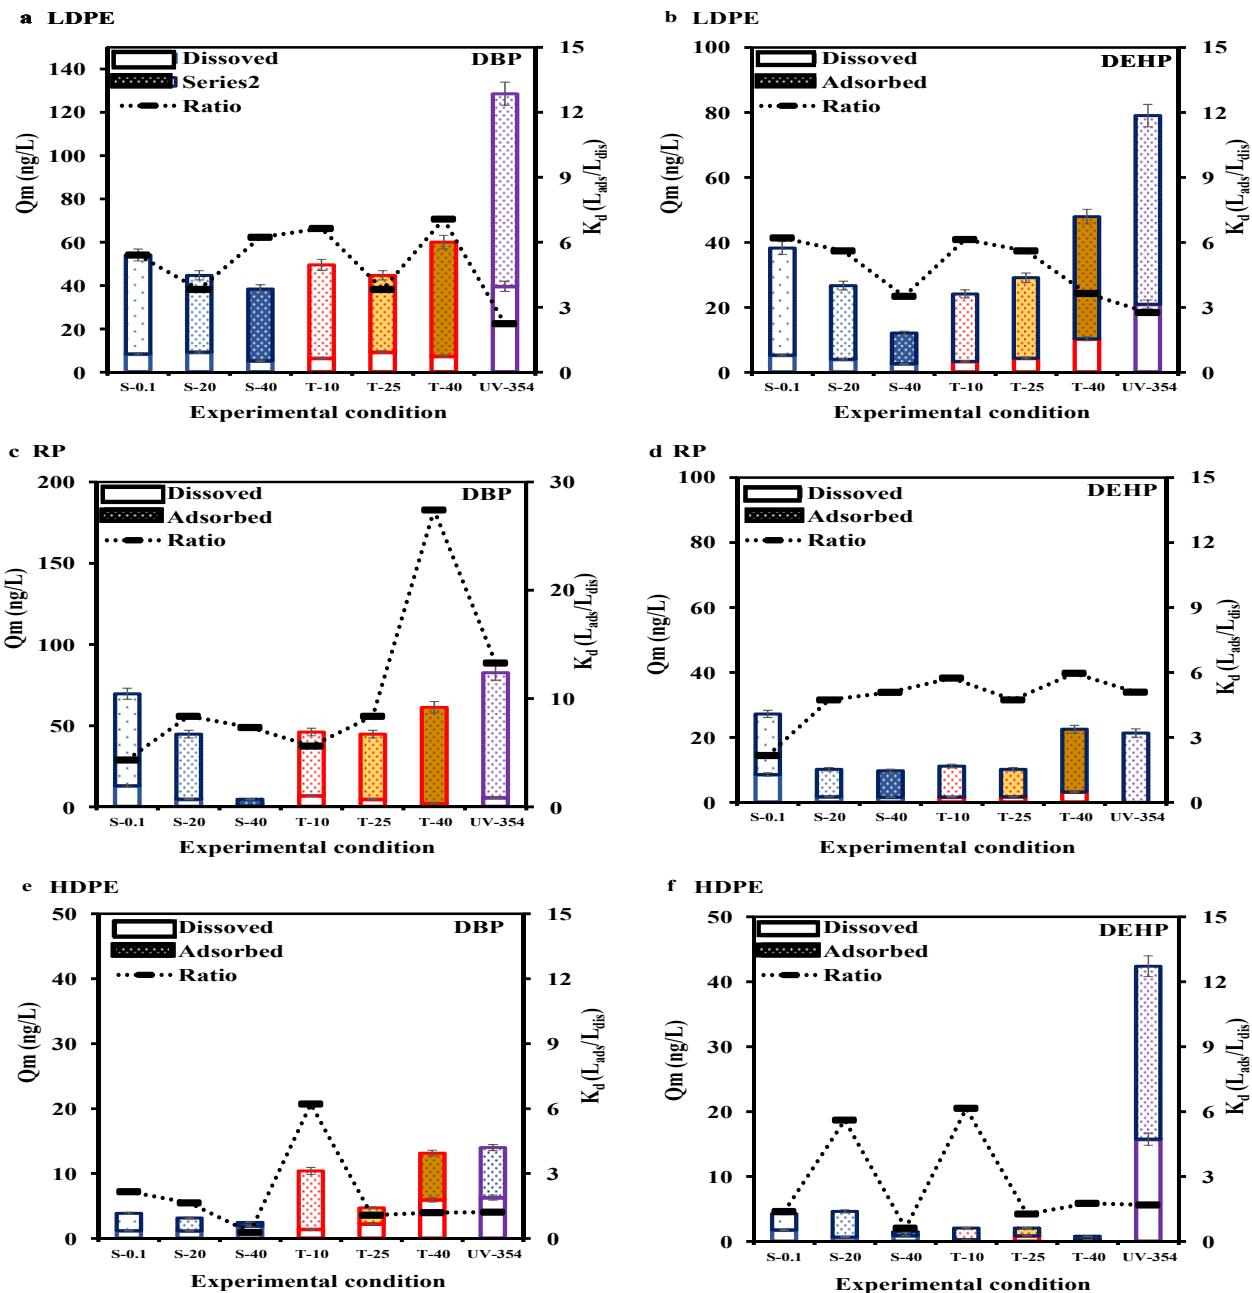 a LDPE
Dissoved
Series2
Ratio
DBP
140
120
100
80
60
40
20
0
15
12
9
6
3
0
Qm (ng/L)
Kd (Lads/Ldis)
S-0.1 S-20 S-40 T-10 T-25 T-40 UV-354
Experimental condition
b LDPE
Dissoved
Adsorbed
Ratio
DEHP
100
80
60
40
20
0
15
12
9
6
3
0
Qm (ng/L)
Kd (Lads/Ldis)
S-0.1 S-20 S-40 T-10 T-25 T-40 UV-354
Experimental condition
c RP
Dissoved
Adsorbed
Ratio
DBP
200
150
100
50
0
30
20
10
0
Qm (ng/L)
Kd (Lads/Ldis)
S-0.1 S-20 S-40 T-10 T-25 T-40 UV-354
Experimental condition
d RP
Dissoved
Adsorbed
Ratio
DEHP
100
80
60
40
20
0
15
12
9
6
3
0
Qm (ng/L)
Kd (Lads/Ldis)
S-0.1 S-20 S-40 T-10 T-25 T-40 UV-354
Experimental condition
e HDPE
Dissoved
Adsorbed
Ratio
DBP
50
40
30
20
10
0
15
12
9
6
3
0
Qm (ng/L)
Kd (Lads/Ldis)
S-0.1 S-20 S-40 T-10 T-25 T-40 UV-354
Experimental condition
f HDPE
Dissoved
Adsorbed
Ratio
DEHP
50
40
30
20
10
0
15
12
9
6
3
0
Qm (ng/L)
Kd (Lads/Ldis)
S-0.1 S-20 S-40 T-10 T-25 T-40 UV-354
Experimental condition